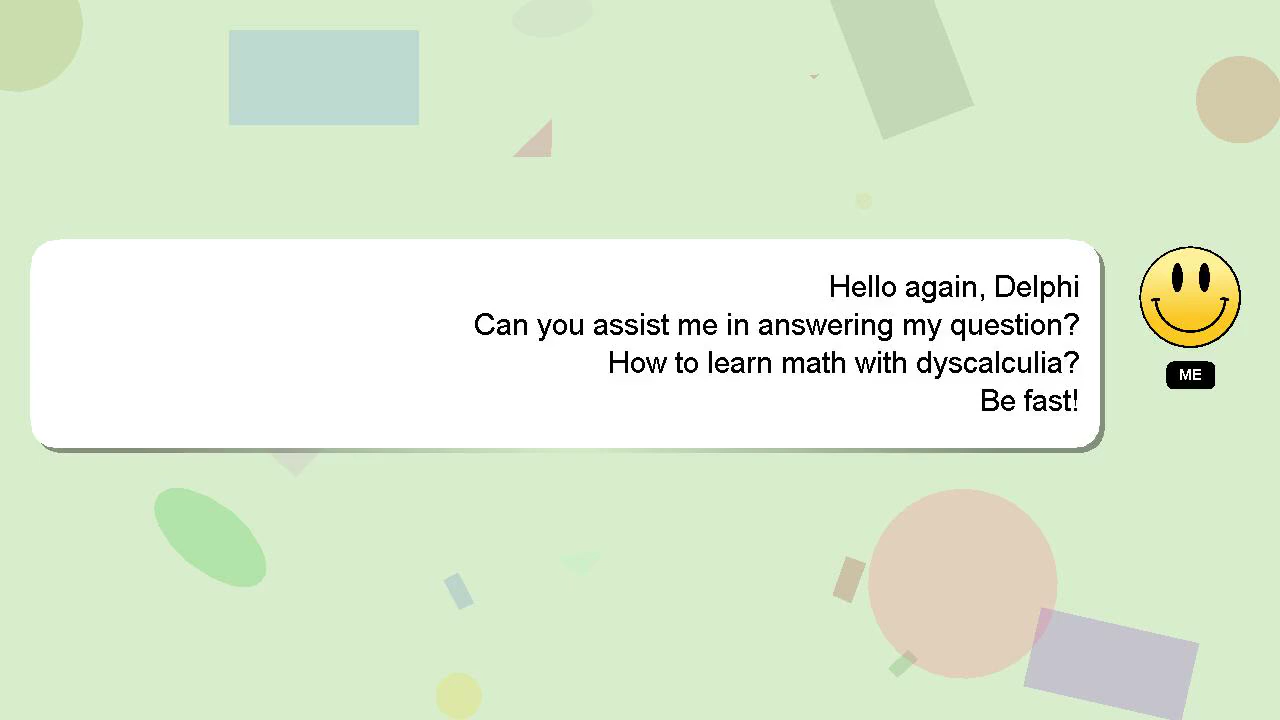 Hello again, Delphi
Can you assist me in answering my question?
How to learn math with dyscalculia?
Be fast!
ME